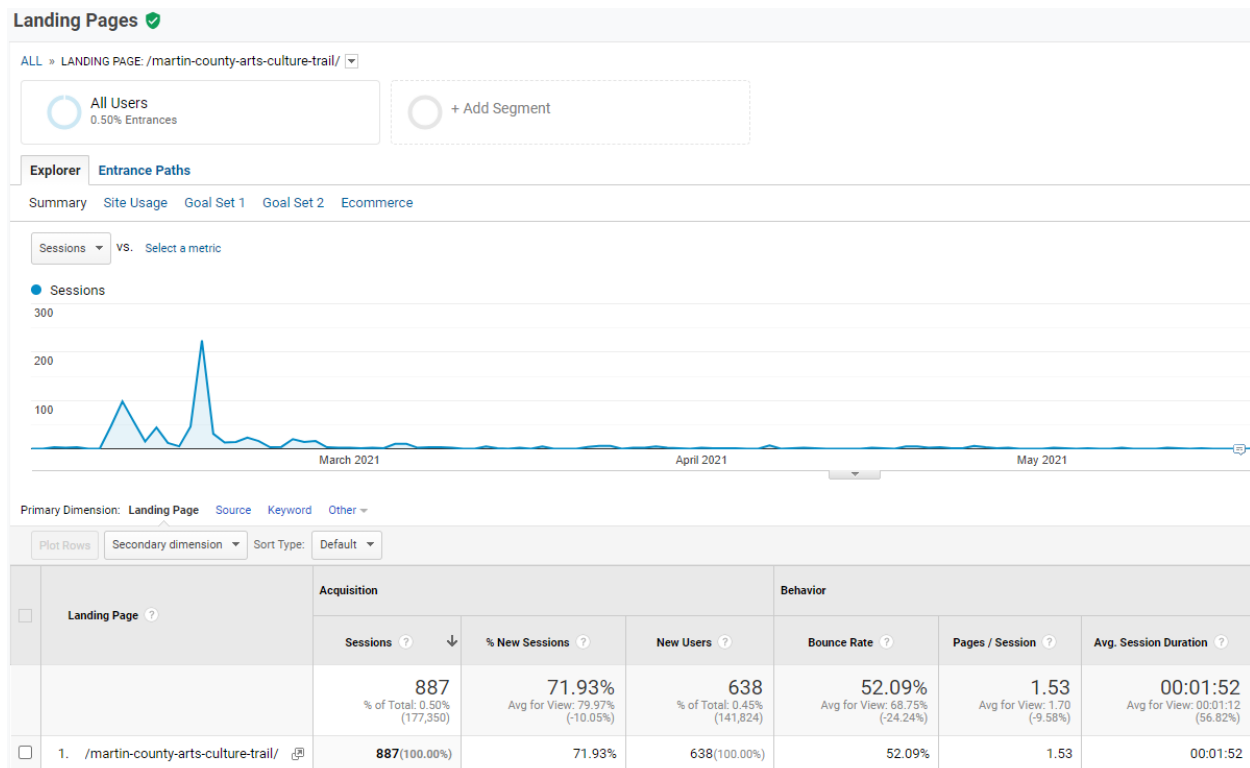 Landing Pages
ALL » LANDING PAGE: /martin-county-arts-culture-trail/
All Users
0.50% Entrances
+ Add Segment
Explorer Entrance Paths
Summary Site Usage Goal Set 1 Goal Set 2 Ecommerce
Sessions VS. Select a metric
Sessions
300
200
100
March 2021 April 2021 May 2021
Primary Dimension: Landing Page Source Keyword Other
Plot Rows Secondary dimension Sort Type: Default
Acquisition Behavior
Landing Page ?
Sessions ? % New Sessions ? New Users ? Bounce Rate ? Pages / Session ? Avg. Session Duration ?
887 71.93% 638 52.09% 1.53 00:01:52
% of Total: 0.50% Avg for View: 79.97% % of Total: 0.45% Avg for View: 68.75% Avg for View: 1.70 Avg for View: 00:01:12
(177,350) (-10.05%) (141,824) (-24.24%) (-9.58%) (56.82%)
1. /martin-county-arts-culture-trail/ 887(100.00%) 71.93% 638(100.00%) 52.09% 1.53 00:01:52